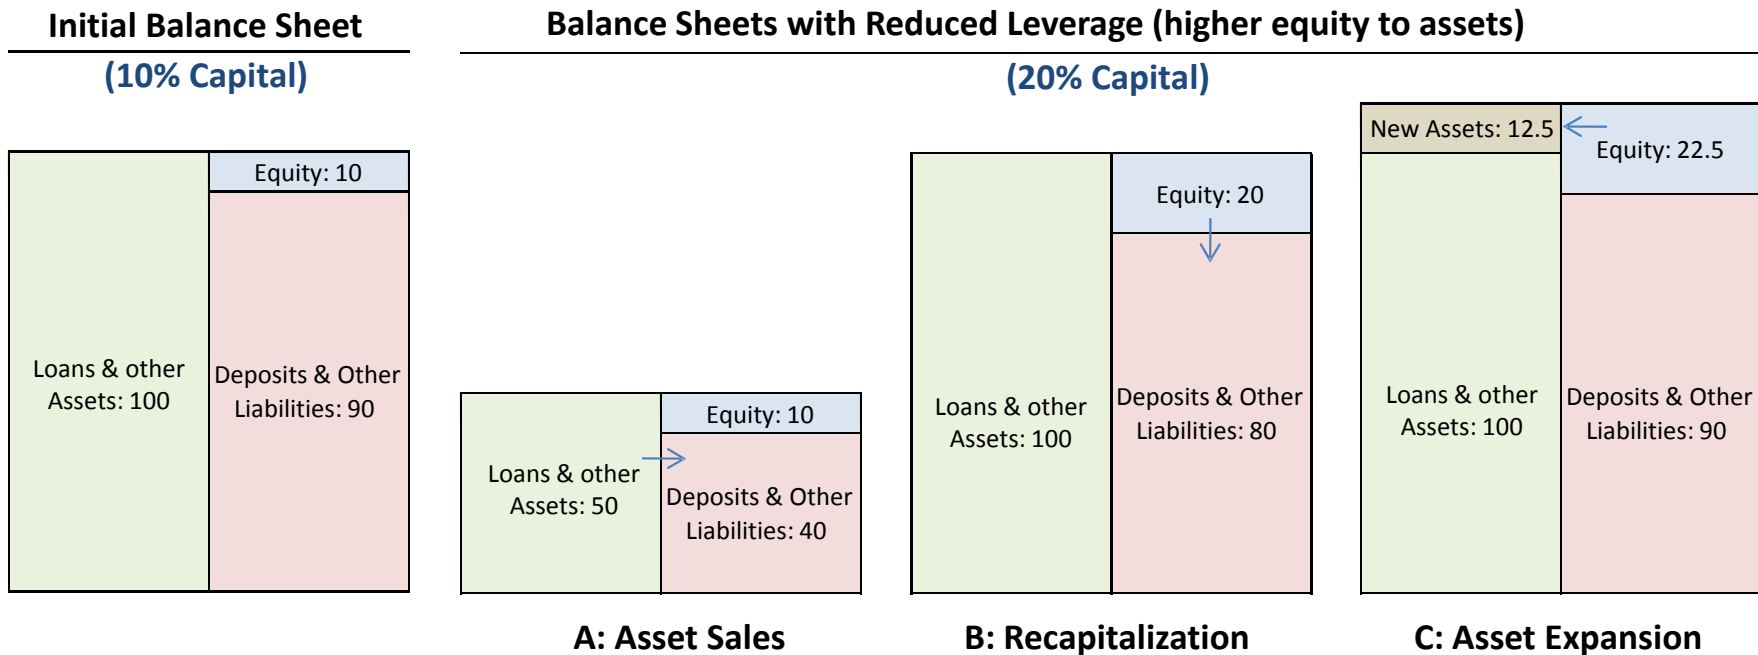 Initial Balance Sheet
(10% Capital)
Equity: 10
Loans & other
Assets: 100
Deposits & Other
Liabilities: 90
Balance Sheets with Reduced Leverage (higher equity to assets)
(20% Capital)
Equity: 10
Loans & other
Assets: 50
Deposits & Other
Liabilities: 40
A: Asset Sales
Equity: 20
Loans & other
Assets: 100
Deposits & Other
Liabilities: 80
B: Recapitalization
New Assets: 12.5
Equity: 22.5
Loans & other
Assets: 100
Deposits & Other
Liabilities: 90
C: Asset Expansion